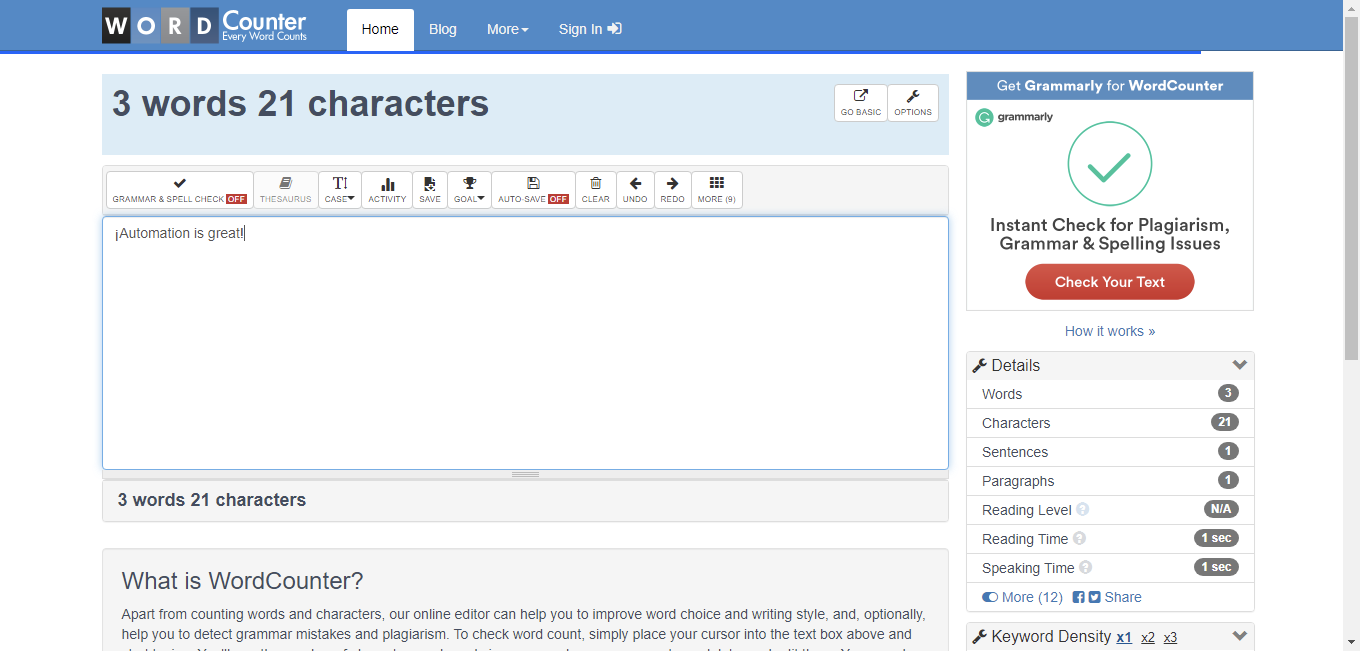 WORD Counter
Every Word Counts
Home
Blog
More
Sign In
3 words 21 characters
GO BASIC
OPTIONS
GRAMMAR & SPELL CHECK OFF
THESAURUS
CASE
ACTIVITY
SAVE
GOAL
AUTO-SAVE OFF
CLEAR
UNDO
REDO
MORE (9)
¡Automation is great!
3 words 21 characters
What is WordCounter?
Apart from counting words and characters, our online editor can help you to improve word choice and writing style, and, optionally,
help you to detect grammar mistakes and plagiarism. To check word count, simply place your cursor into the text box above and
Get Grammarly for WordCounter
grammarly
Instant Check for Plagiarism,
Grammar & Spelling Issues
Check Your Text
How it works »
Details
Words 3
Characters 21
Sentences 1
Paragraphs 1
Reading Level ? N/A
Reading Time ? 1 sec
Speaking Time ? 1 sec
More (12) Share
Keyword Density x1 x2 x3